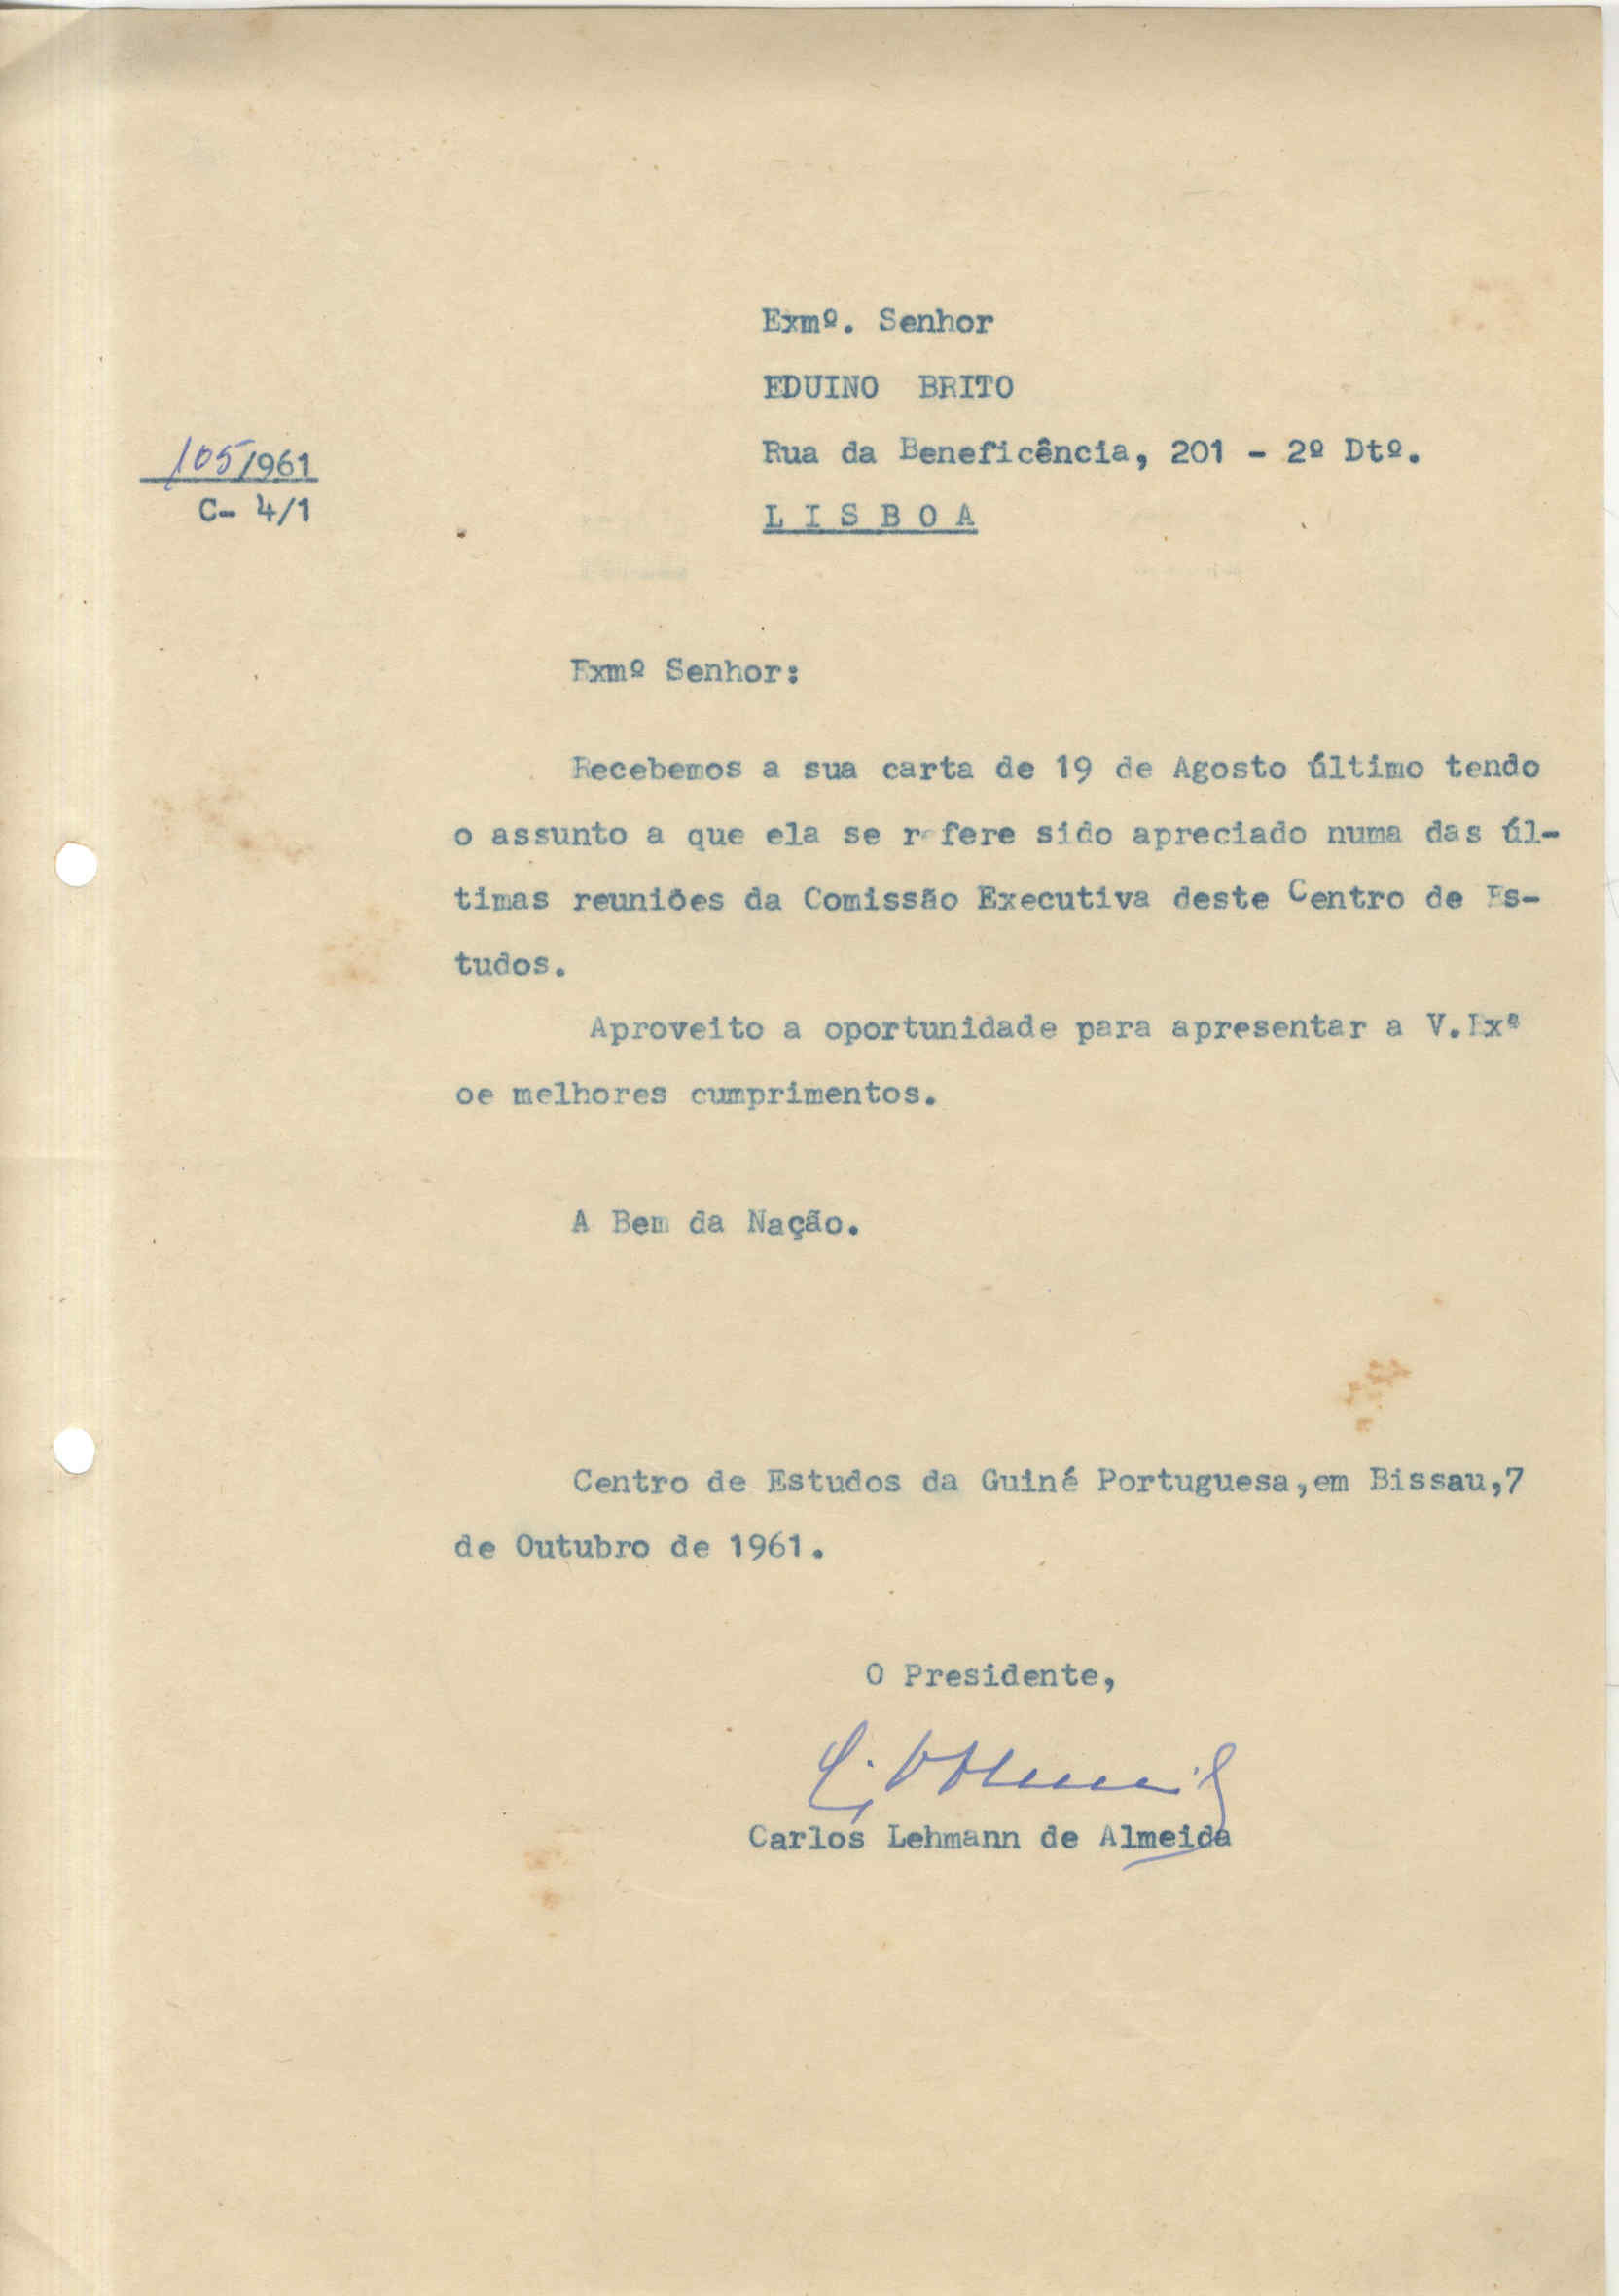 Exmº. Senhor
EDUINO BRITO
Rua da Beneficência, 201 - 2º Dtº.
L I S B O A
105/961
C- 4/1
Exmº Senhor:
Recebemos a sua carta de 19 de Agosto último tendo
o assunto a que ela se refere sido apreciado numa das úl-
timas reuniões da Comissão Executiva deste Centro de Es-
tudos.
Aproveito a oportunidade para apresentar a V.Exª
oe melhores cumprimentos.
A Bem da Nação.
Centro de Estudos da Guiné Portuguesa,em Bissau,7
de Outubro de 1961.
O Presidente,
Carlos Lehmann de Almeida